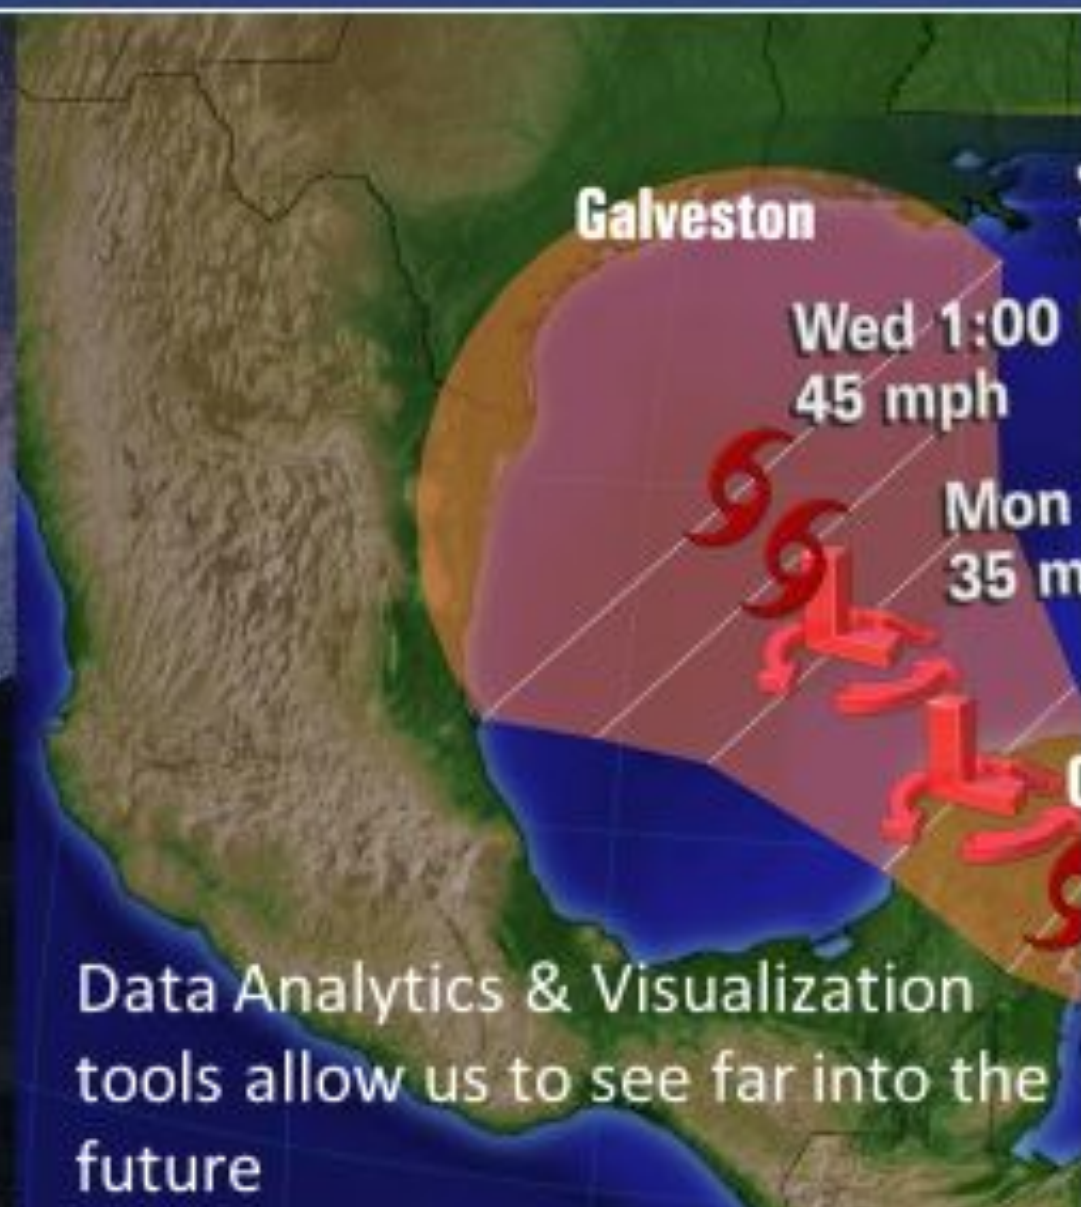 Galveston
Wed 1:00
45 mph
Mon
35
Data Analytics & Visualization
tools allow us to see far into the
future